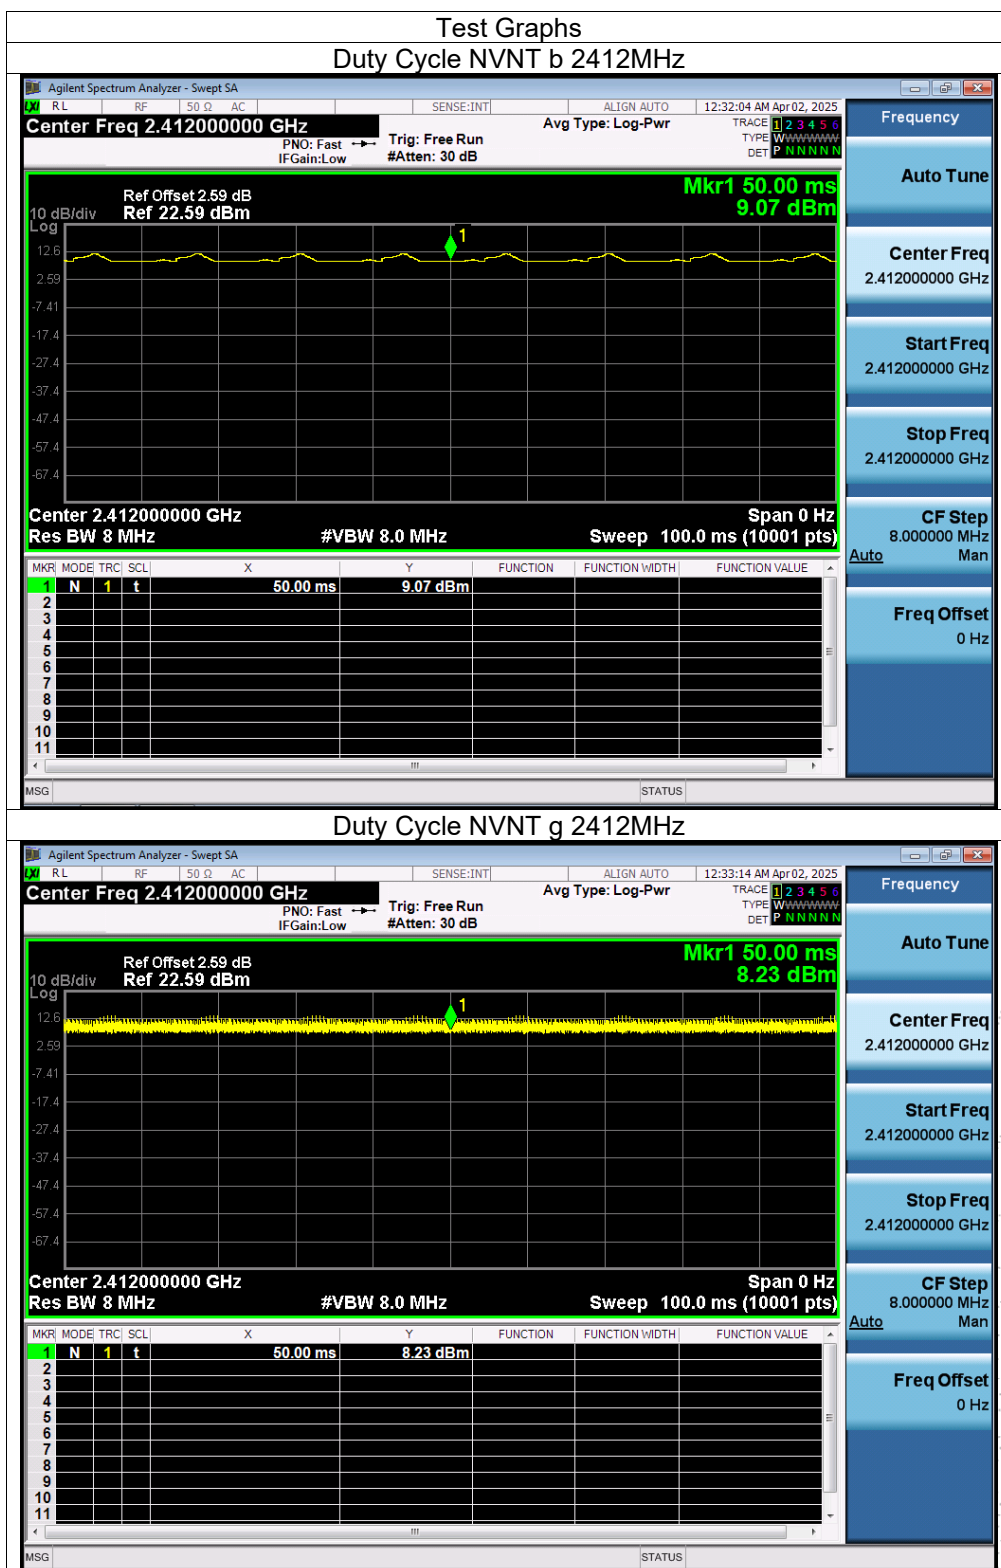 Test Graphs
Duty Cycle NVNT b 2412MHz
Agilent Spectrum Analyzer - Swept SA
LXI RL RF 50 Ω AC SENSE:INT ALIGN AUTO 12:32:04 AM Apr 02, 2025
Center Freq 2.412000000 GHz Avg Type: Log-Pwr TRACE 1 2 3 4 5 6
PNO: Fast Trig: Free Run TYPE WWWWWW
IFGain:Low #Atten: 30 dB DET P N N N N N
Frequency
Mkr1 50.00 ms
Ref Offset 2.59 dB
10 dB/div Ref 22.59 dBm 9.07 dBm
Log
1
12.6
2.59
-7.41
-17.4
-27.4
-37.4
-47.4
-57.4
-67.4
Center 2.412000000 GHz Span 0 Hz
Res BW 8 MHz #VBW 8.0 MHz Sweep 100.0 ms (10001 pts)
MKR MODE TRC SCL X Y FUNCTION FUNCTION WIDTH FUNCTION VALUE
1 N 1 t 50.00 ms 9.07 dBm
2
3
4
5
6
7
8
9
10
11
MSG STATUS
Auto Tune
Center Freq
2.412000000 GHz
Start Freq
2.412000000 GHz
Stop Freq
2.412000000 GHz
CF Step
8.000000 MHz
Auto Man
Freq Offset
0 Hz
Duty Cycle NVNT g 2412MHz
Agilent Spectrum Analyzer - Swept SA
LXI RL RF 50 Ω AC SENSE:INT ALIGN AUTO 12:33:14 AM Apr 02, 2025
Center Freq 2.412000000 GHz Avg Type: Log-Pwr TRACE 1 2 3 4 5 6
PNO: Fast Trig: Free Run TYPE WWWWWW
IFGain:Low #Atten: 30 dB DET P N N N N N
Frequency
Mkr1 50.00 ms
Ref Offset 2.59 dB
10 dB/div Ref 22.59 dBm 8.23 dBm
Log
1
12.6
2.59
-7.41
-17.4
-27.4
-37.4
-47.4
-57.4
-67.4
Center 2.412000000 GHz Span 0 Hz
Res BW 8 MHz #VBW 8.0 MHz Sweep 100.0 ms (10001 pts)
MKR MODE TRC SCL X Y FUNCTION FUNCTION WIDTH FUNCTION VALUE
1 N 1 t 50.00 ms 8.23 dBm
2
3
4
5
6
7
8
9
10
11
MSG STATUS
Auto Tune
Center Freq
2.412000000 GHz
Start Freq
2.412000000 GHz
Stop Freq
2.412000000 GHz
CF Step
8.000000 MHz
Auto Man
Freq Offset
0 Hz